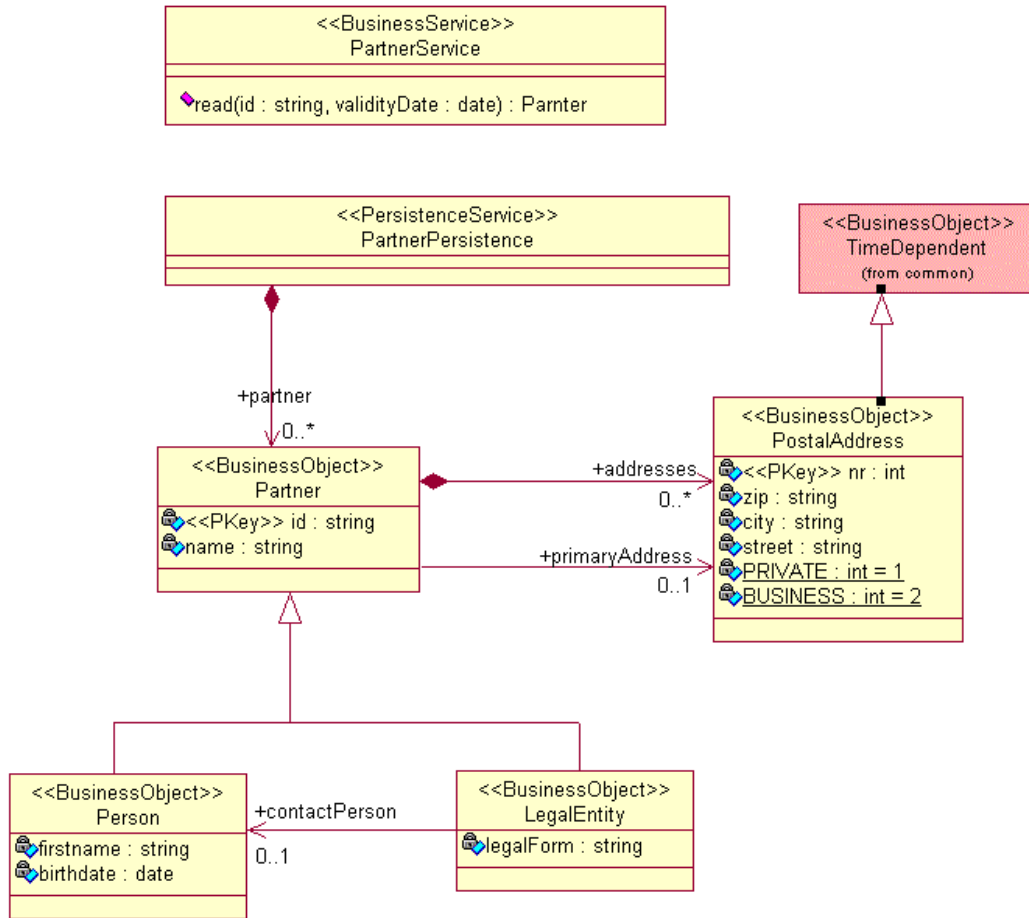 <<BusinessService>>
PartnerService
read(id : string, validityDate : date) : Parnter
<<PersistenceService>>
PartnerPersistence
<<BusinessObject>>
TimeDependent
(from common)
+partner
0..*
<<BusinessObject>>
Partner
<<PKey>> id : string
name : string
+addresses
0..*
+primaryAddress
0..1
<<BusinessObject>>
PostalAddress
<<PKey>> nr : int
zip : string
city : string
street : string
PRIVATE : int = 1
BUSINESS : int = 2
<<BusinessObject>>
Person
firstname : string
birthdate : date
+contactPerson
0..1
<<BusinessObject>>
LegalEntity
legalForm : string